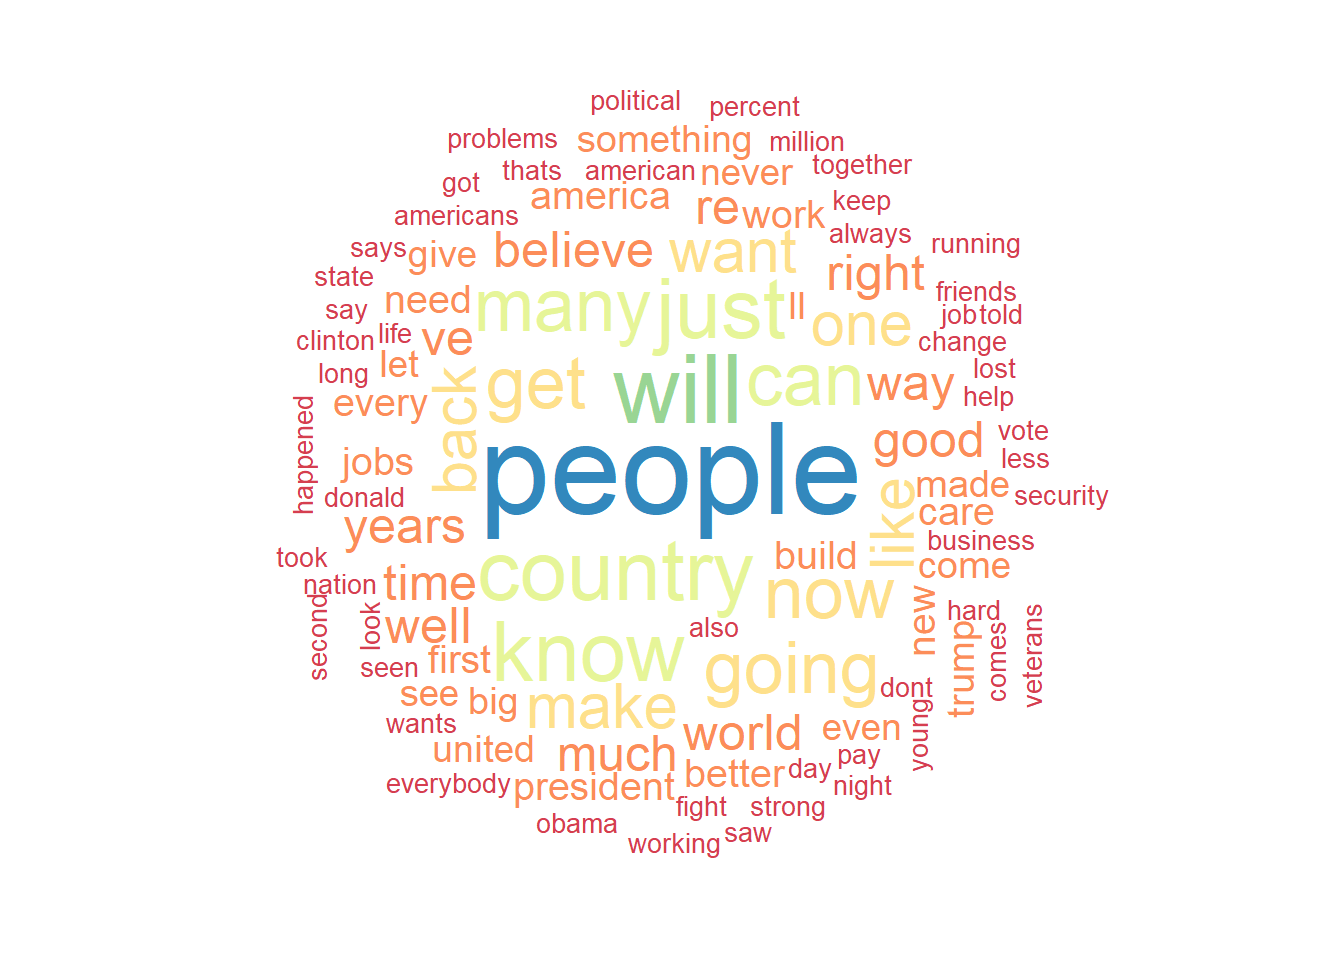 political
percent
problems
something
million
thats
american
never
together
got
america
re
work
keep
americans
always
says
give
believe
want
running
state
need
many
just
ll
right
friends
say
one
job
told
clinton
life
ve
change
long
let
get
will
can
way
lost
help
every
back
happened
people
good
vote
jobs
less
donald
like
made
security
years
care
business
took
country
build
come
nation
time
now
second
look
well
also
new
hard
seen
first
know
going
trump
comes
veterans
see
big
make
dont
wants
world
even
young
united
much
pay
everybody
president
better
day
night
fight
strong
obama
saw
working